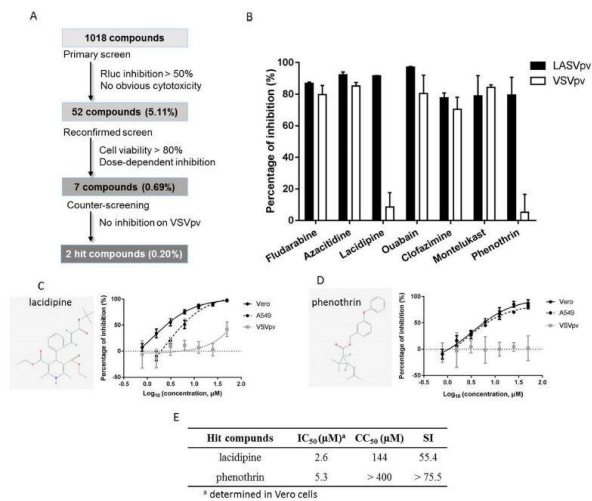 A
1018 compounds
Primary screen
Rluc inhibition > 50%
No obvious cytotoxicity
52 compounds (5.11%)
Reconfirmed screen
Cell viability > 80%
Dose-dependent inhibition
7 compounds (0.69%)
Counter-screening
No inhibition on VSVpv
2 hit compounds (0.20%)
B
Percentage of inhibition (%)
100
80
60
40
20
0
LASVpv
VSVpv
Fludarabine
Azacitidine
Lacidipine
Ouabain
Clofazimine
Montelukast
Phenothrin
C
lacidipine
Percentage of inhibition (%)
100
50
0
-50
-0.5 0.0 0.5 1.0 1.5 2.0
Log10 (concentration, μM)
Vero
A549
VSVpv
D
phenothrin
Percentage of inhibition (%)
100
50
0
-50
-0.5 0.0 0.5 1.0 1.5 2.0
Log10 (concentration, μM)
Vero
A549
VSVpv
E
Hit compunds IC50 (μM)a CC50 (μM) SI
lacidipine 2.6 144 55.4
phenothrin 5.3 > 400 > 75.5
a determined in Vero cells